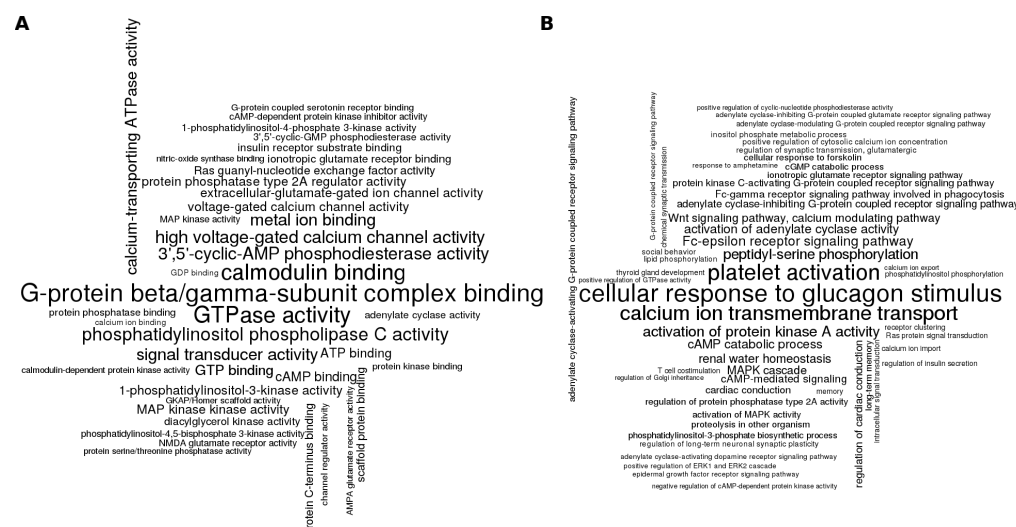 A
calcium-transporting ATPase activity
G-protein coupled serotonin receptor binding
cAMP-dependent protein kinase inhibitor activity
1-phosphatidylinositol-4-phosphate 3-kinase activity
3',5'-cyclic-GMP phosphodiesterase activity
insulin receptor substrate binding
nitric-oxide synthase binding ionotropic glutamate receptor binding
Ras guanyl-nucleotide exchange factor activity
protein phosphatase type 2A regulator activity
extracellular-glutamate-gated ion channel activity
voltage-gated calcium channel activity
MAP kinase activity metal ion binding
high voltage-gated calcium channel activity
3',5'-cyclic-AMP phosphodiesterase activity
GDP binding calmodulin binding
G-protein beta/gamma-subunit complex binding
protein phosphatase binding GTPase activity adenylate cyclase activity
calcium ion binding
phosphatidylinositol phospholipase C activity
signal transducer activity ATP binding
calmodulin-dependent protein kinase activity GTP binding cAMP binding protein kinase binding
1-phosphatidylinositol-3-kinase activity
GKAP/Homer scaffold activity
MAP kinase kinase activity
diacylglycerol kinase activity
phosphatidylinositol-4,5-bisphosphate 3-kinase activity
NMDA glutamate receptor activity
protein serine/threonine phosphatase activity
rotein C-terminus binding
channel regulator activity
AMPA glutamate receptor activity
scaffold protein binding
B
adenylate cyclase-activating G-protein coupled receptor signaling pathway
G-protein coupled receptor signaling pathway
chemical synaptic transmission
positive regulation of cyclic-nucleotide phosphodiesterase activity
adenylate cyclase-inhibiting G-protein coupled glutamate receptor signaling pathway
adenylate cyclase-modulating G-protein coupled receptor signaling pathway
inositol phosphate metabolic process
positive regulation of cytosolic calcium ion concentration
regulation of synaptic transmission, glutamatergic
cellular response to forskolin
response to amphetamine cGMP catabolic process
ionotropic glutamate receptor signaling pathway
protein kinase C-activating G-protein coupled receptor signaling pathway
Fc-gamma receptor signaling pathway involved in phagocytosis
adenylate cyclase-inhibiting G-protein coupled receptor signaling pathway
Wnt signaling pathway, calcium modulating pathway
activation of adenylate cyclase activity
Fc-epsilon receptor signaling pathway
social behavior peptidyl-serine phosphorylation
lipid phosphorylation
thyroid gland development platelet activation calcium ion export
positive regulation of GTPase activity phosphatidylinositol phosphorylation
cellular response to glucagon stimulus
calcium ion transmembrane transport
activation of protein kinase A activity receptor clustering
Ras protein signal transduction
cAMP catabolic process calcium ion import
renal water homeostasis regulation of insulin secretion
T cell costimulation MAPK cascade
regulation of Golgi inheritance cAMP-mediated signaling
cardiac conduction memory
regulation of protein phosphatase type 2A activity
activation of MAPK activity
proteolysis in other organism
phosphatidylinositol-3-phosphate biosynthetic process
regulation of long-term neuronal synaptic plasticity
adenylate cyclase-activating dopamine receptor signaling pathway
positive regulation of ERK1 and ERK2 cascade
epidermal growth factor receptor signaling pathway
negative regulation of cAMP-dependent protein kinase activity
regulation of cardiac conduction
long-term memory
intracellular signal transduction